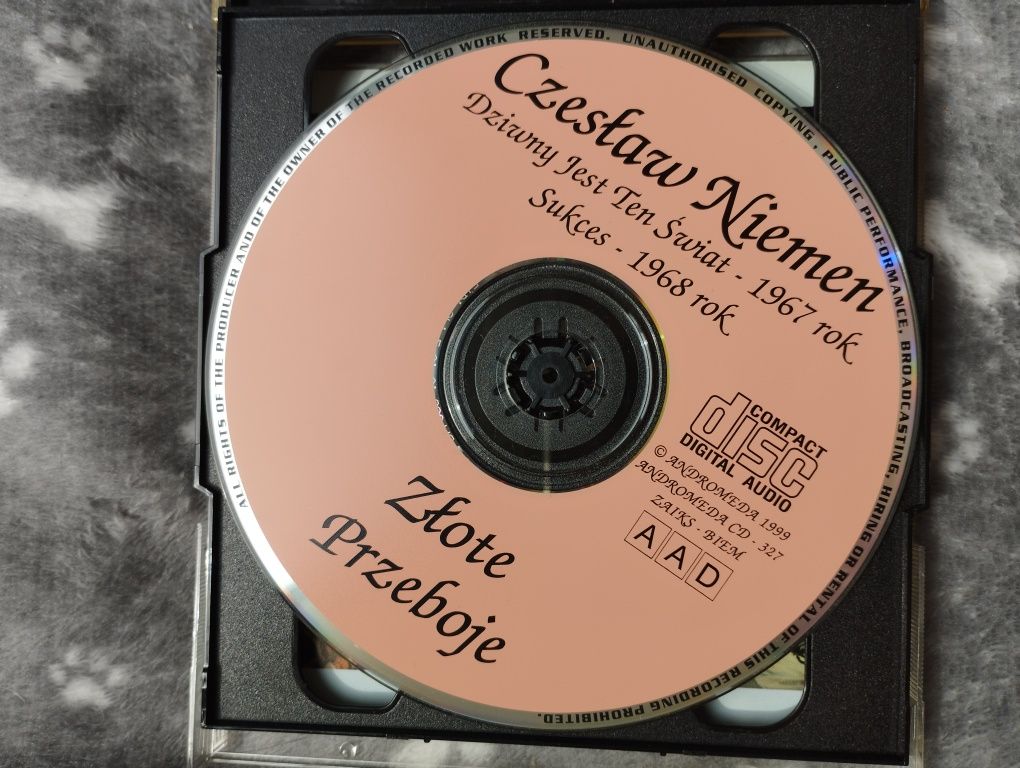 Czesław Niemen
Dziwny Jest Ten Świat - 1967 rok
Sukces - 1968 rok
COMPACT
disc
DIGITAL AUDIO
© ANDROMEDA 1999
ANDROMEDA CD - 327
ZAIKS - BIEM
AAD
Złote
Przeboje
ALL RIGHTS OF THE PRODUCER AND OF THE OWNER OF THE RECORDED WORK RESERVED. UNAUTHORISED COPYING, PUBLIC PERFORMANCE, BROADCASTING, HIRING OR RENTAL OF THIS RECORDING PROHIBITED.